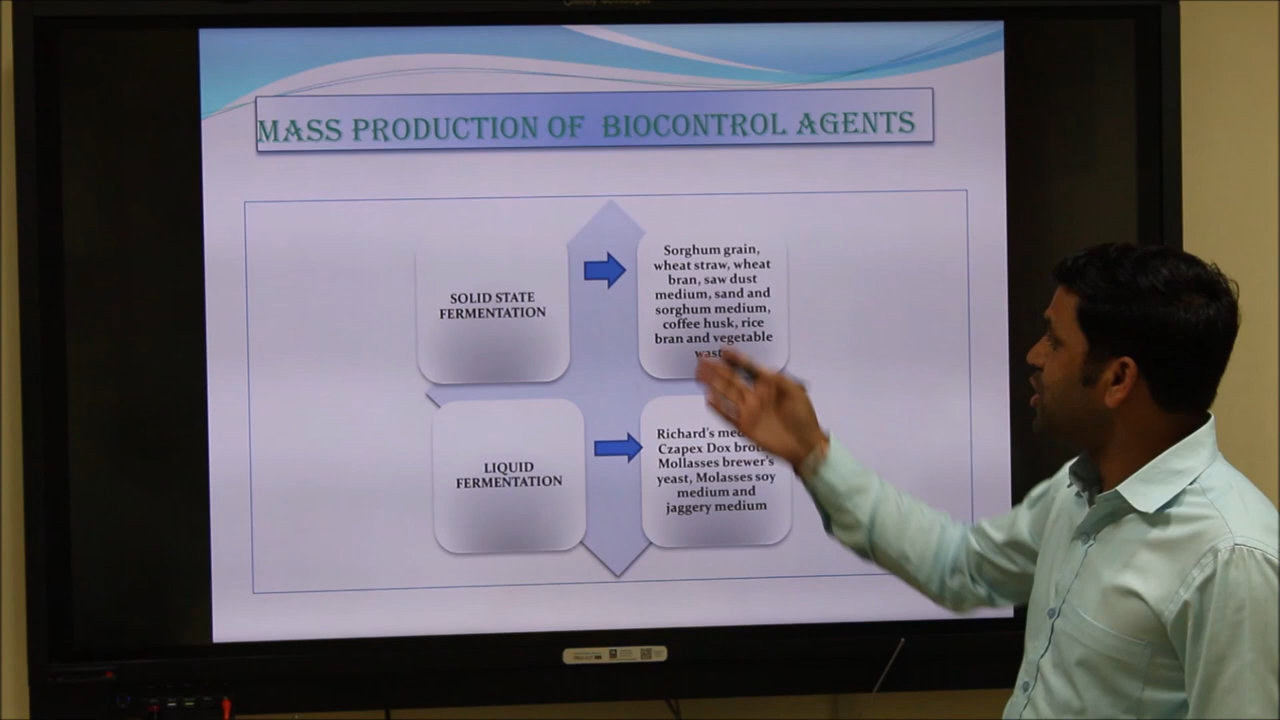 MASS PRODUCTION OF BIOCONTROL AGENTS
SOLID STATE
FERMENTATION
Sorghum grain,
wheat straw, wheat
bran, saw dust
medium, sand and
sorghum medium,
coffee husk, rice
bran and vegetable
LIQUID
FERMENTATION
Richard's
Czapex Dox
Mollasses brewer's
yeast, Molasses soy
medium and
jaggery medium